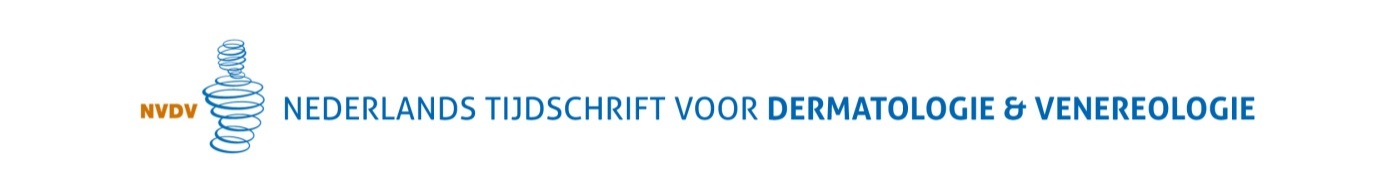 NVDV NEDERLANDS TIJDSCHRIFT VOOR DERMATOLOGIE & VENEREOLOGIE